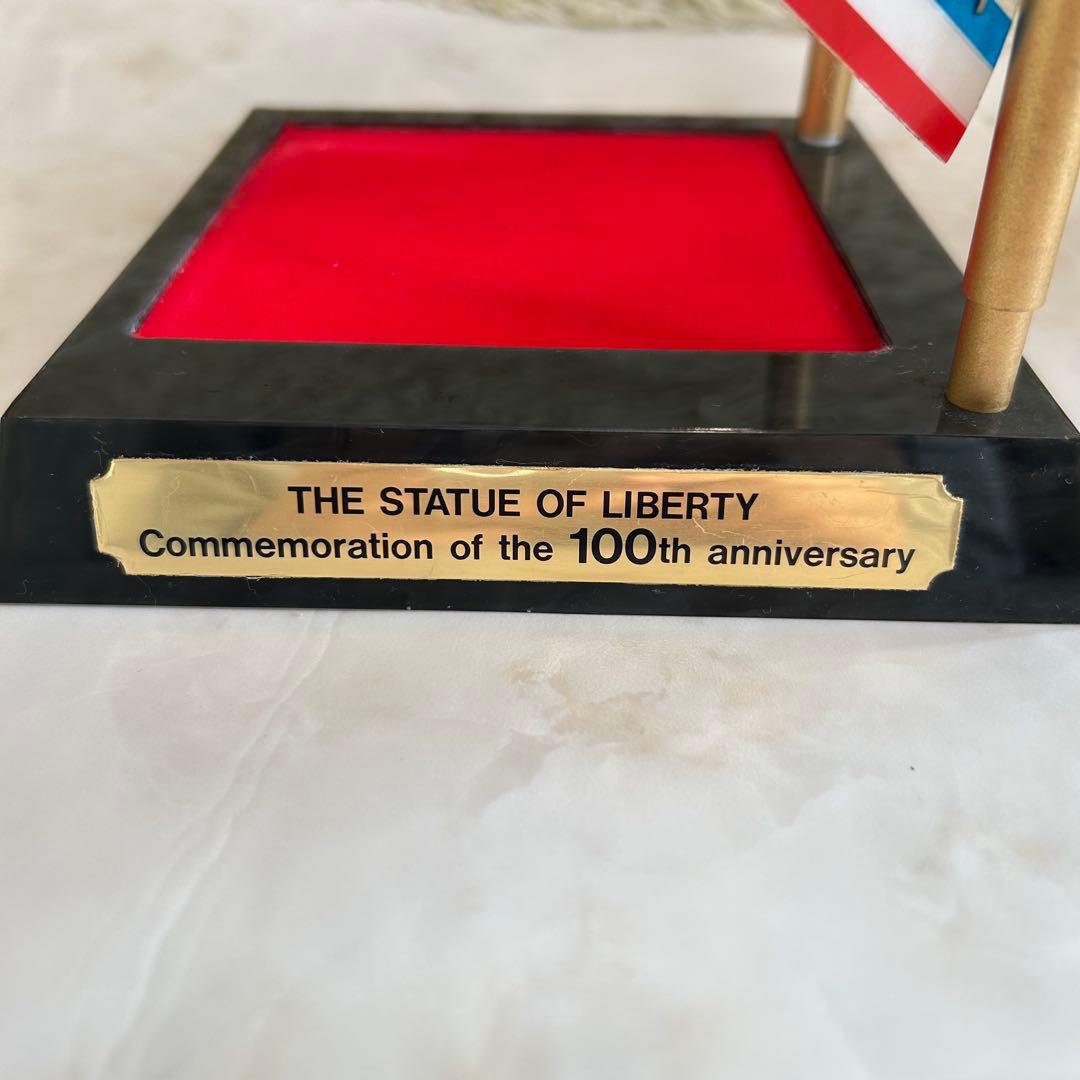 THE STATUE OF LIBERTY
Commemoration of the 100th anniversary